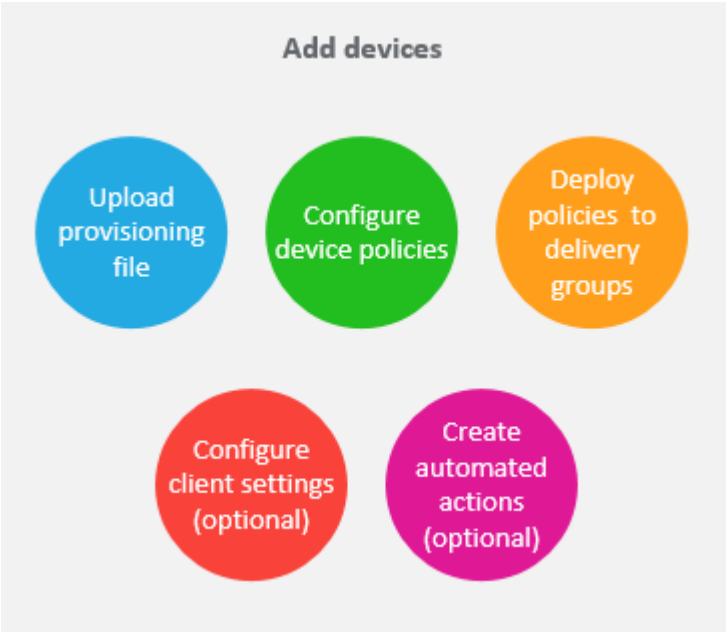 Add devices
Upload
provisioning
file
Configure
device policies
Deploy
policies to
delivery
groups
Configure
client settings
(optional)
Create
automated
actions
(optional)